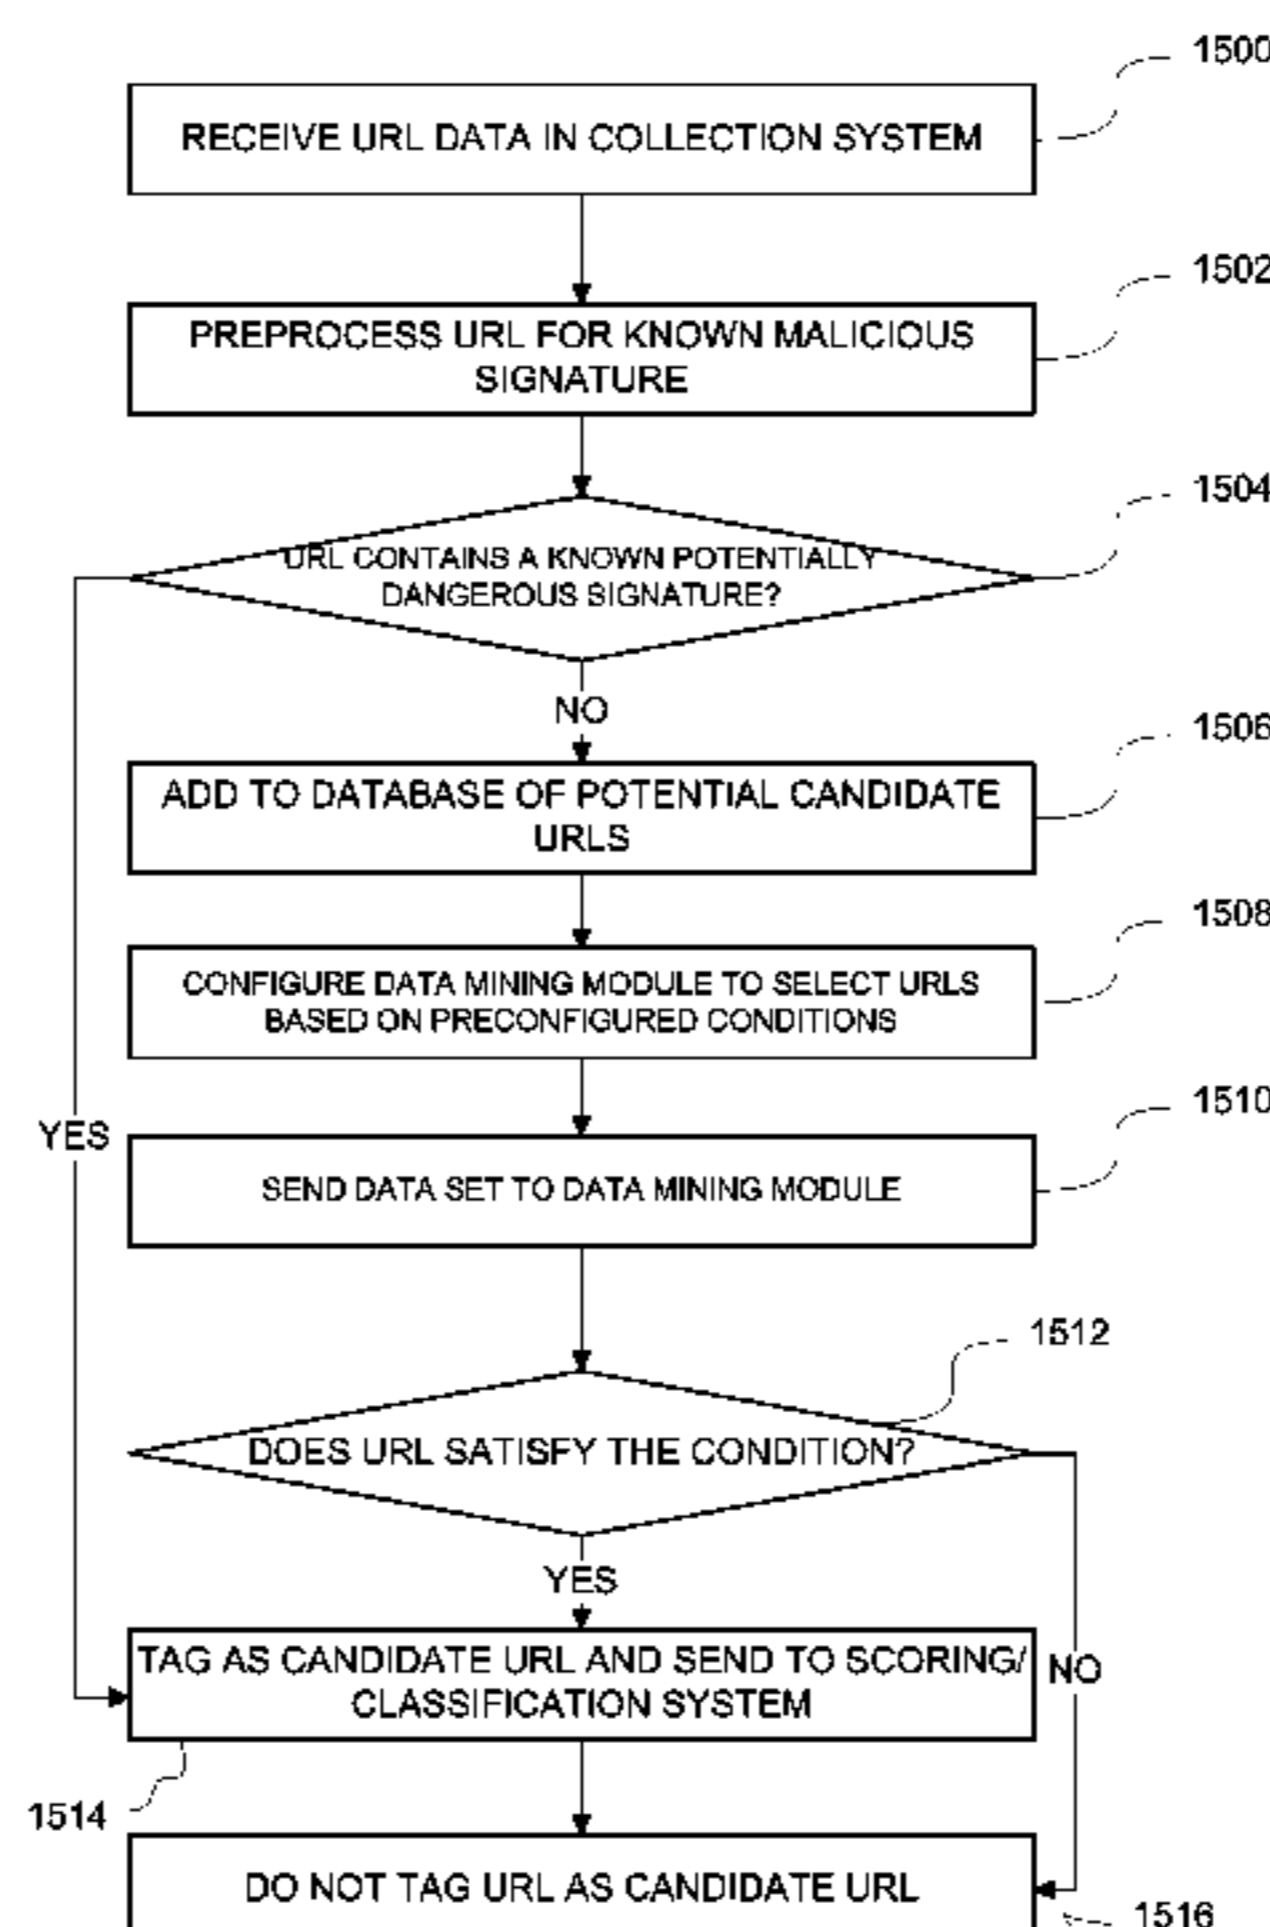 1500
RECEIVE URL DATA IN COLLECTION SYSTEM
1502
PREPROCESS URL FOR KNOWN MALICIOUS
SIGNATURE
1504
URL CONTAINS A KNOWN POTENTIALLY
DANGEROUS SIGNATURE?
NO
1506
ADD TO DATABASE OF POTENTIAL CANDIDATE
URLS
1508
CONFIGURE DATA MINING MODULE TO SELECT URLS
BASED ON PRECONFIGURED CONDITIONS
1510
YES
SEND DATA SET TO DATA MINING MODULE
1512
DOES URL SATISFY THE CONDITION?
YES
TAG AS CANDIDATE URL AND SEND TO SCORING/
CLASSIFICATION SYSTEM
NO
1514
DO NOT TAG URL AS CANDIDATE URL
1516